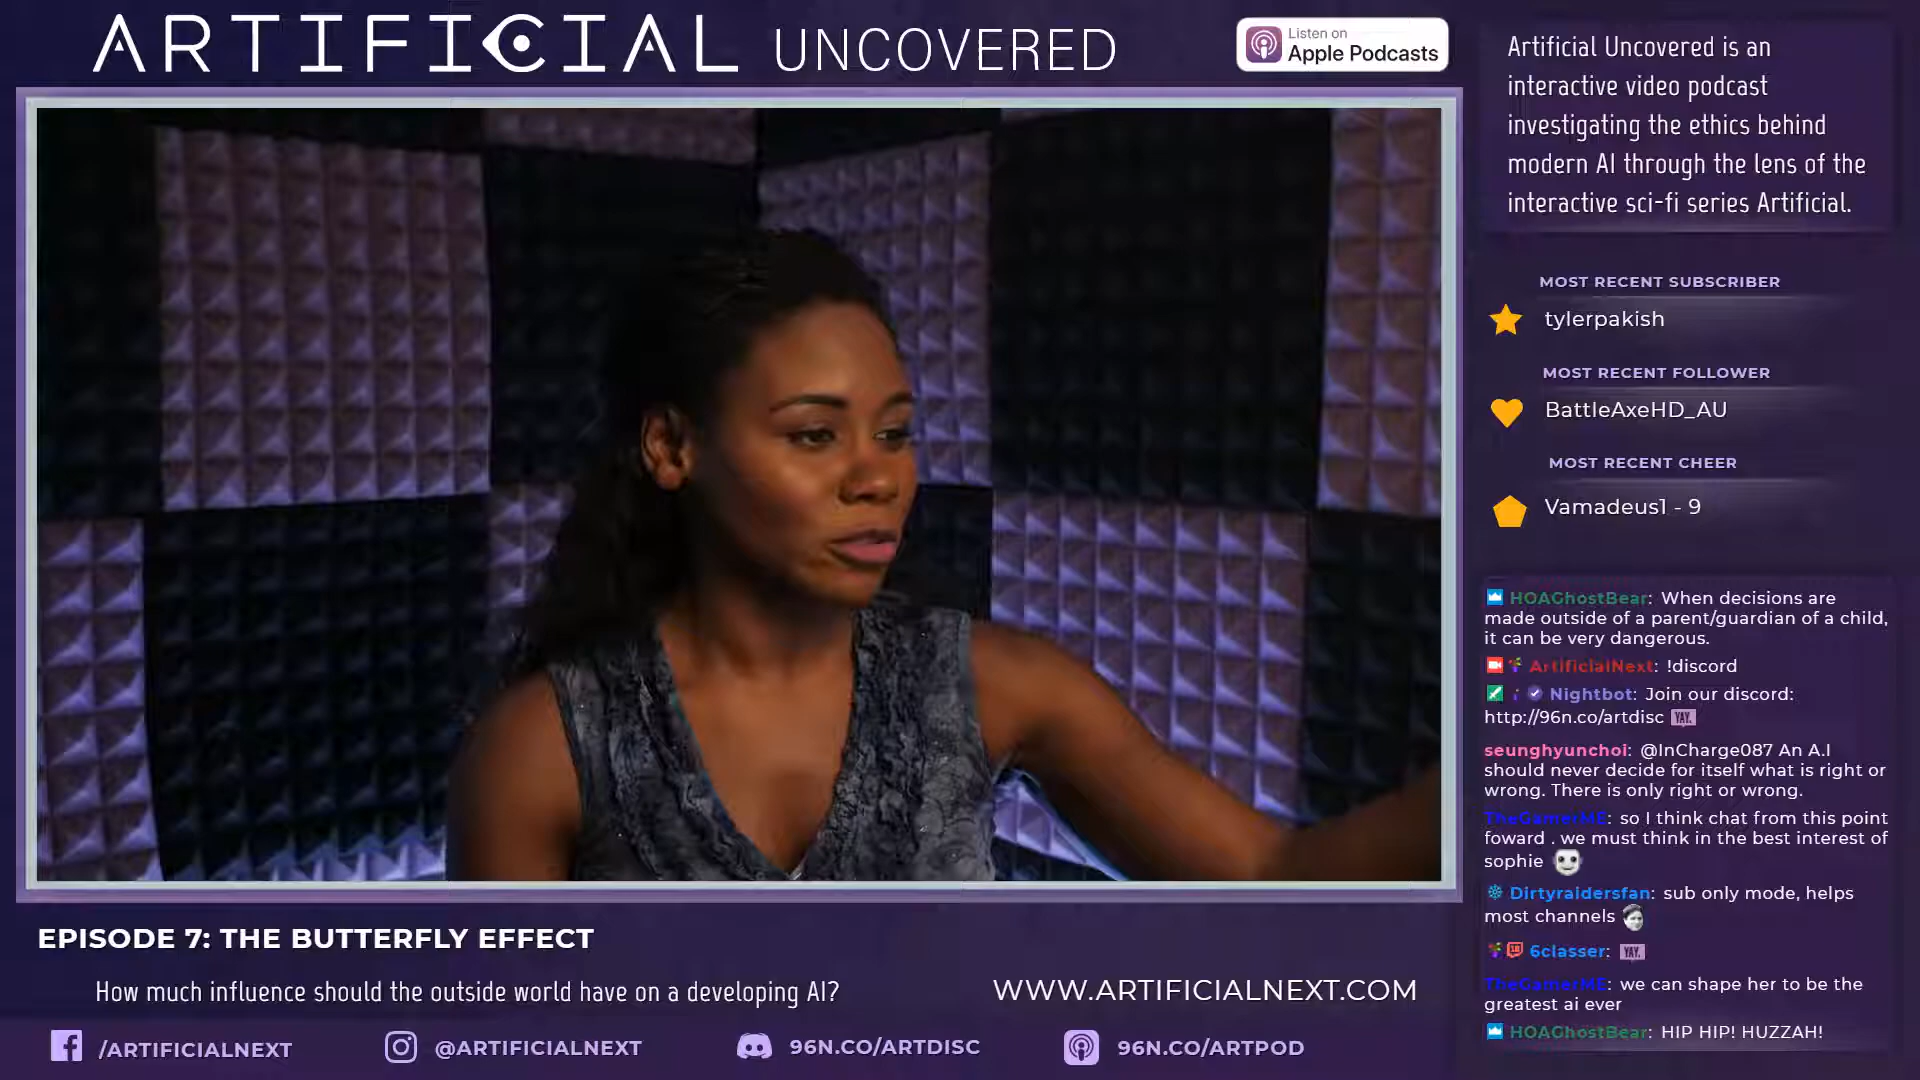 ARTIFICIAL UNCOVERED
Listen on
Apple Podcasts
Artificial Uncovered is an
interactive video podcast
investigating the ethics behind
modern AI through the lens of the
interactive sci-fi series Artificial.
MOST RECENT SUBSCRIBER
tylerpakish
MOST RECENT FOLLOWER
BattleAxeHD_AU
MOST RECENT CHEER
Vamadeus1 - 9
HOAGhostBear: When decisions are
made outside of a parent/guardian of a child,
it can be very dangerous.
ArtificialNext: !discord
Nightbot: Join our discord:
http://96n.co/artdisc YAY.
seunghyunchoi: @InCharge087 An A.I
should never decide for itself what is right or
wrong. There is only right or wrong.
TheGamerME: so I think chat from this point
foward . we must think in the best interest of
sophie
Dirtyraidersfan: sub only mode, helps
most channels
6classer: YAY.
TheGamerME: we can shape her to be the
greatest ai ever
HOAGhostBear: HIP HIP! HUZZAH!
EPISODE 7: THE BUTTERFLY EFFECT
How much influence should the outside world have on a developing AI?
WWW.ARTIFICIALNEXT.COM
/ARTIFICIALNEXT
@ARTIFICIALNEXT
96N.CO/ARTDISC
96N.CO/ARTPOD